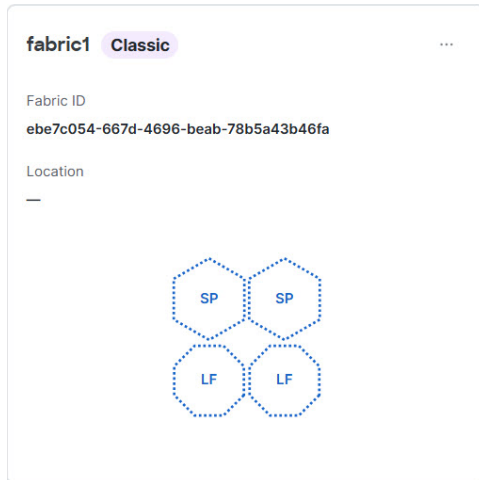 fabric1 Classic ...
Fabric ID
ebe7c054-667d-4696-beab-78b5a43b46fa
Location
—
SP SP
LF LF